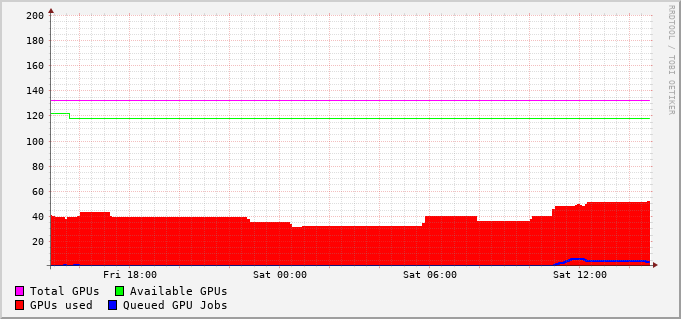 RRDTOOL / TOBI OETIKER
200
180
160
140
120
100
80
60
40
20
Fri 18:00 Sat 00:00 Sat 06:00 Sat 12:00
Total GPUs Available GPUs
GPUs used Queued GPU Jobs